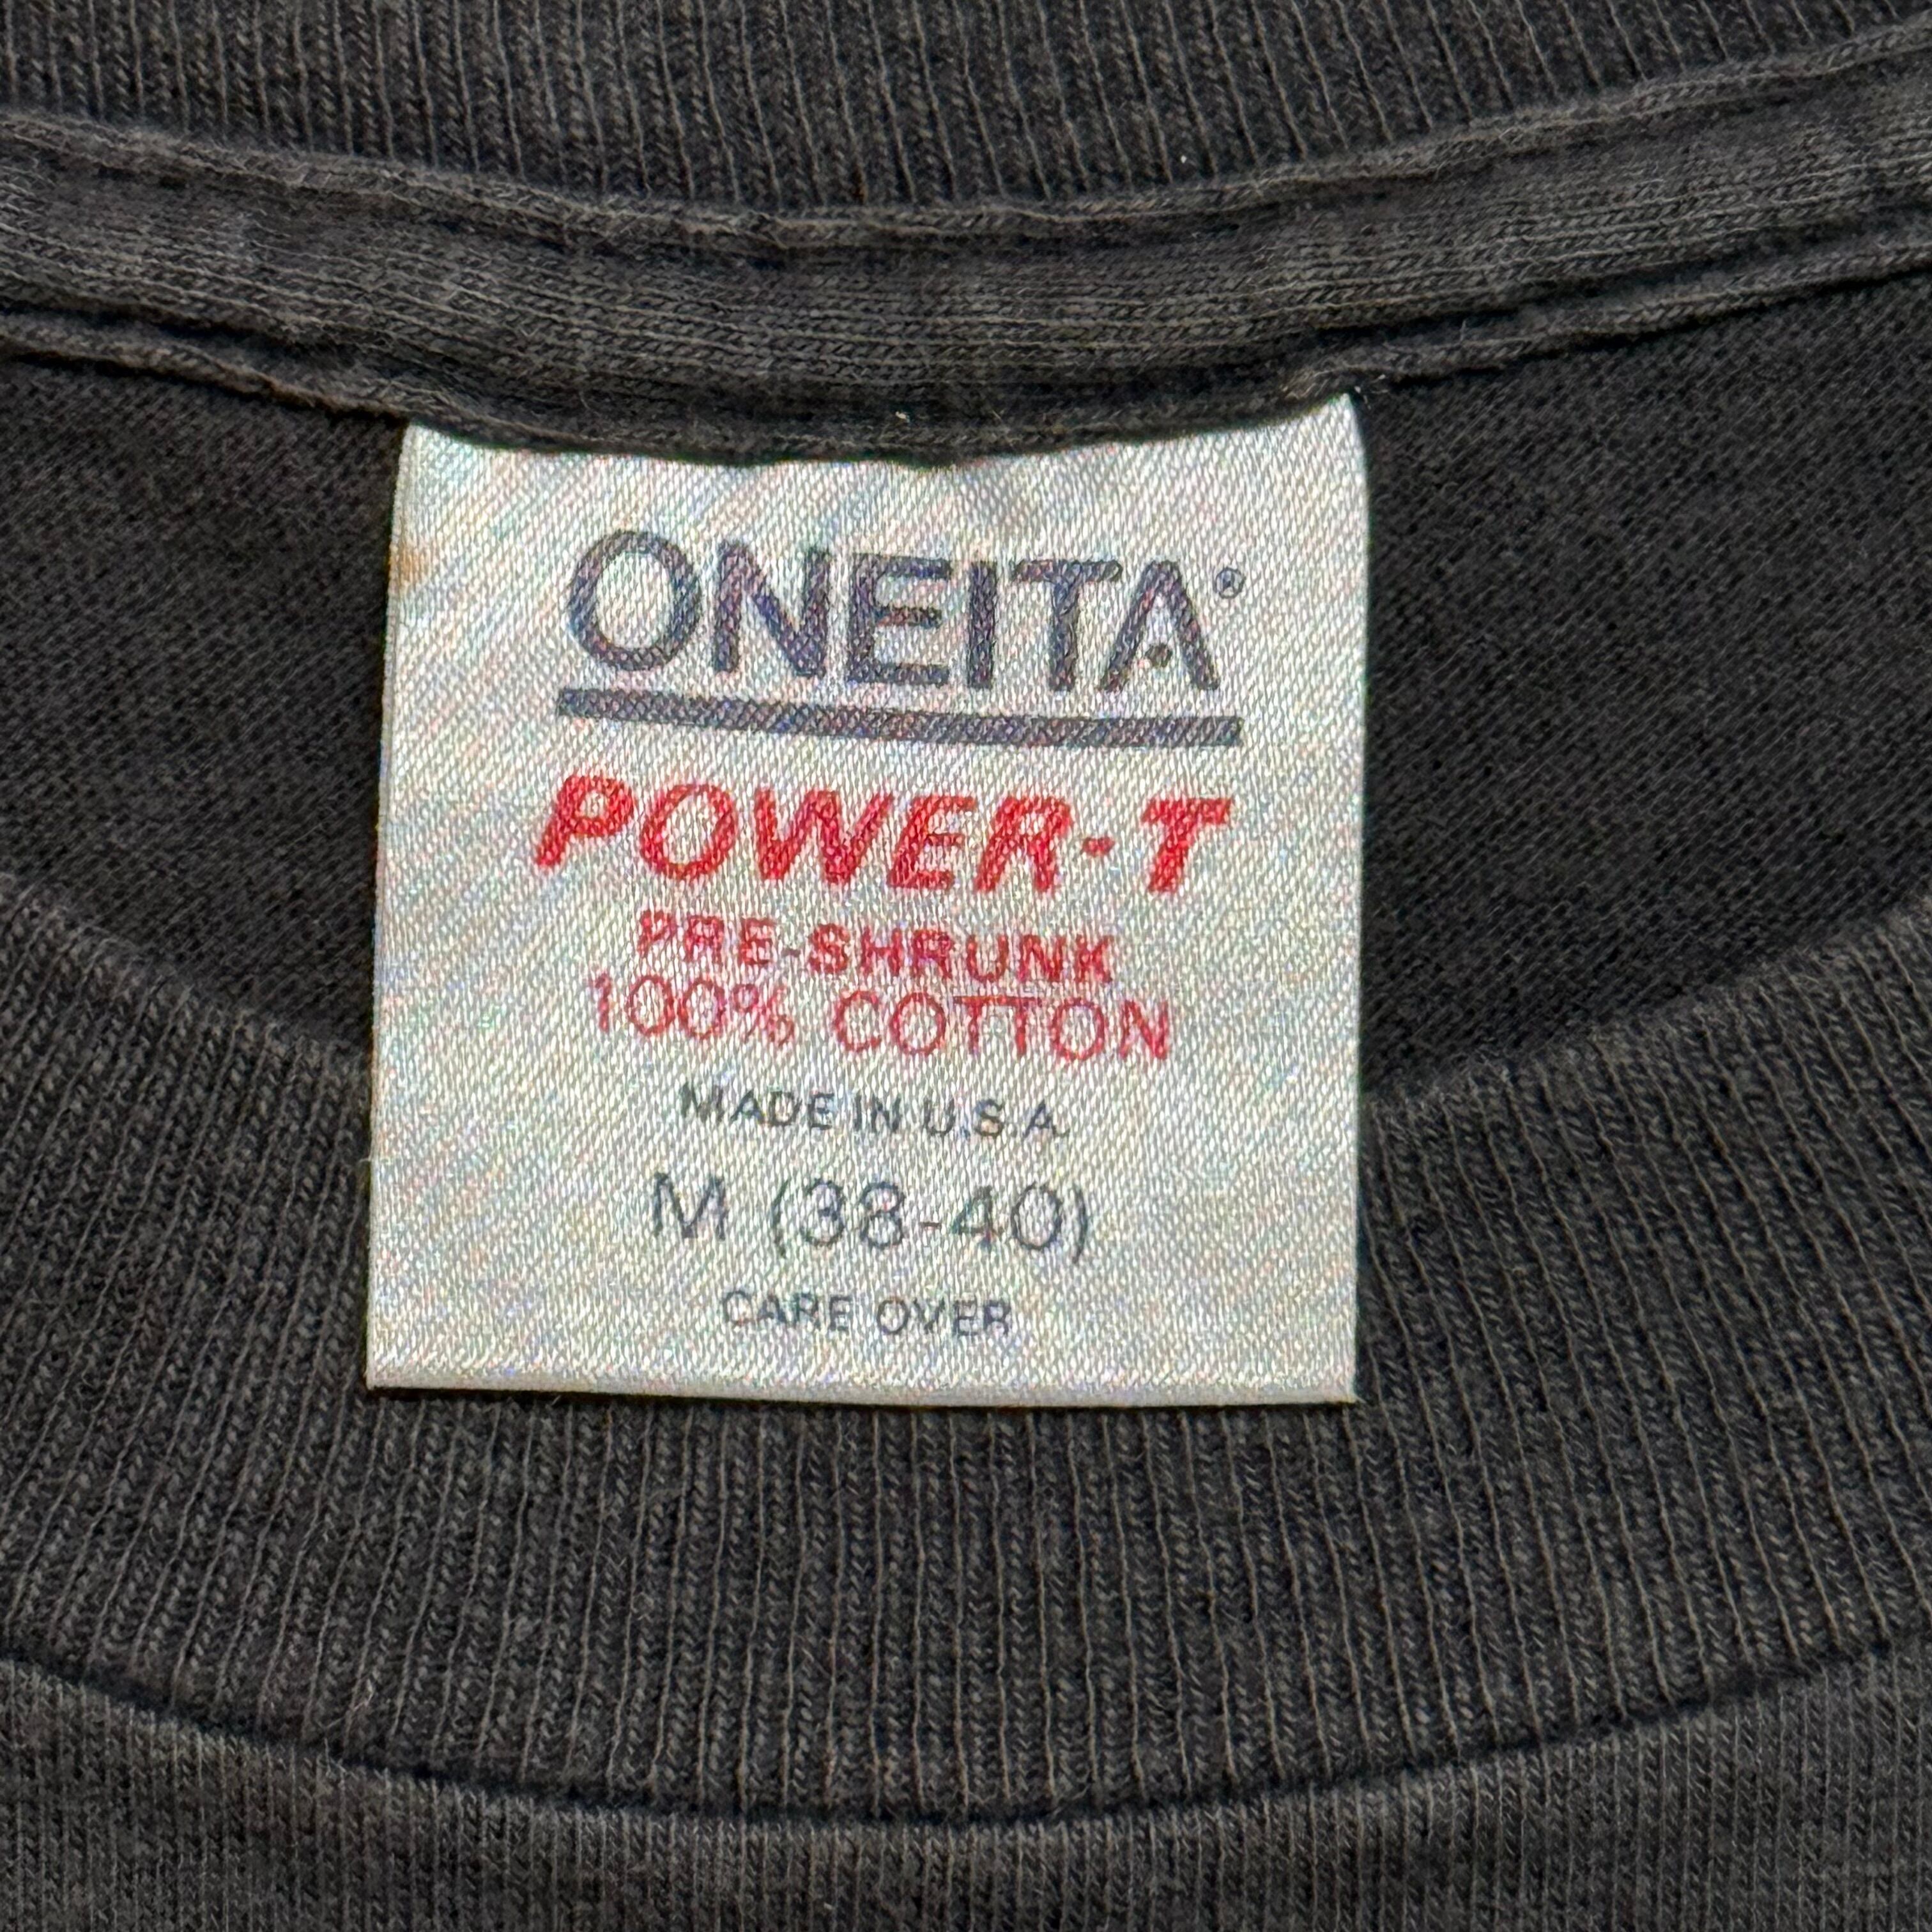 ONEITA®
POWER-T
PRE-SHRUNK
100% COTTON
MADE IN U.S.A.
M (38-40)
CARE OVER